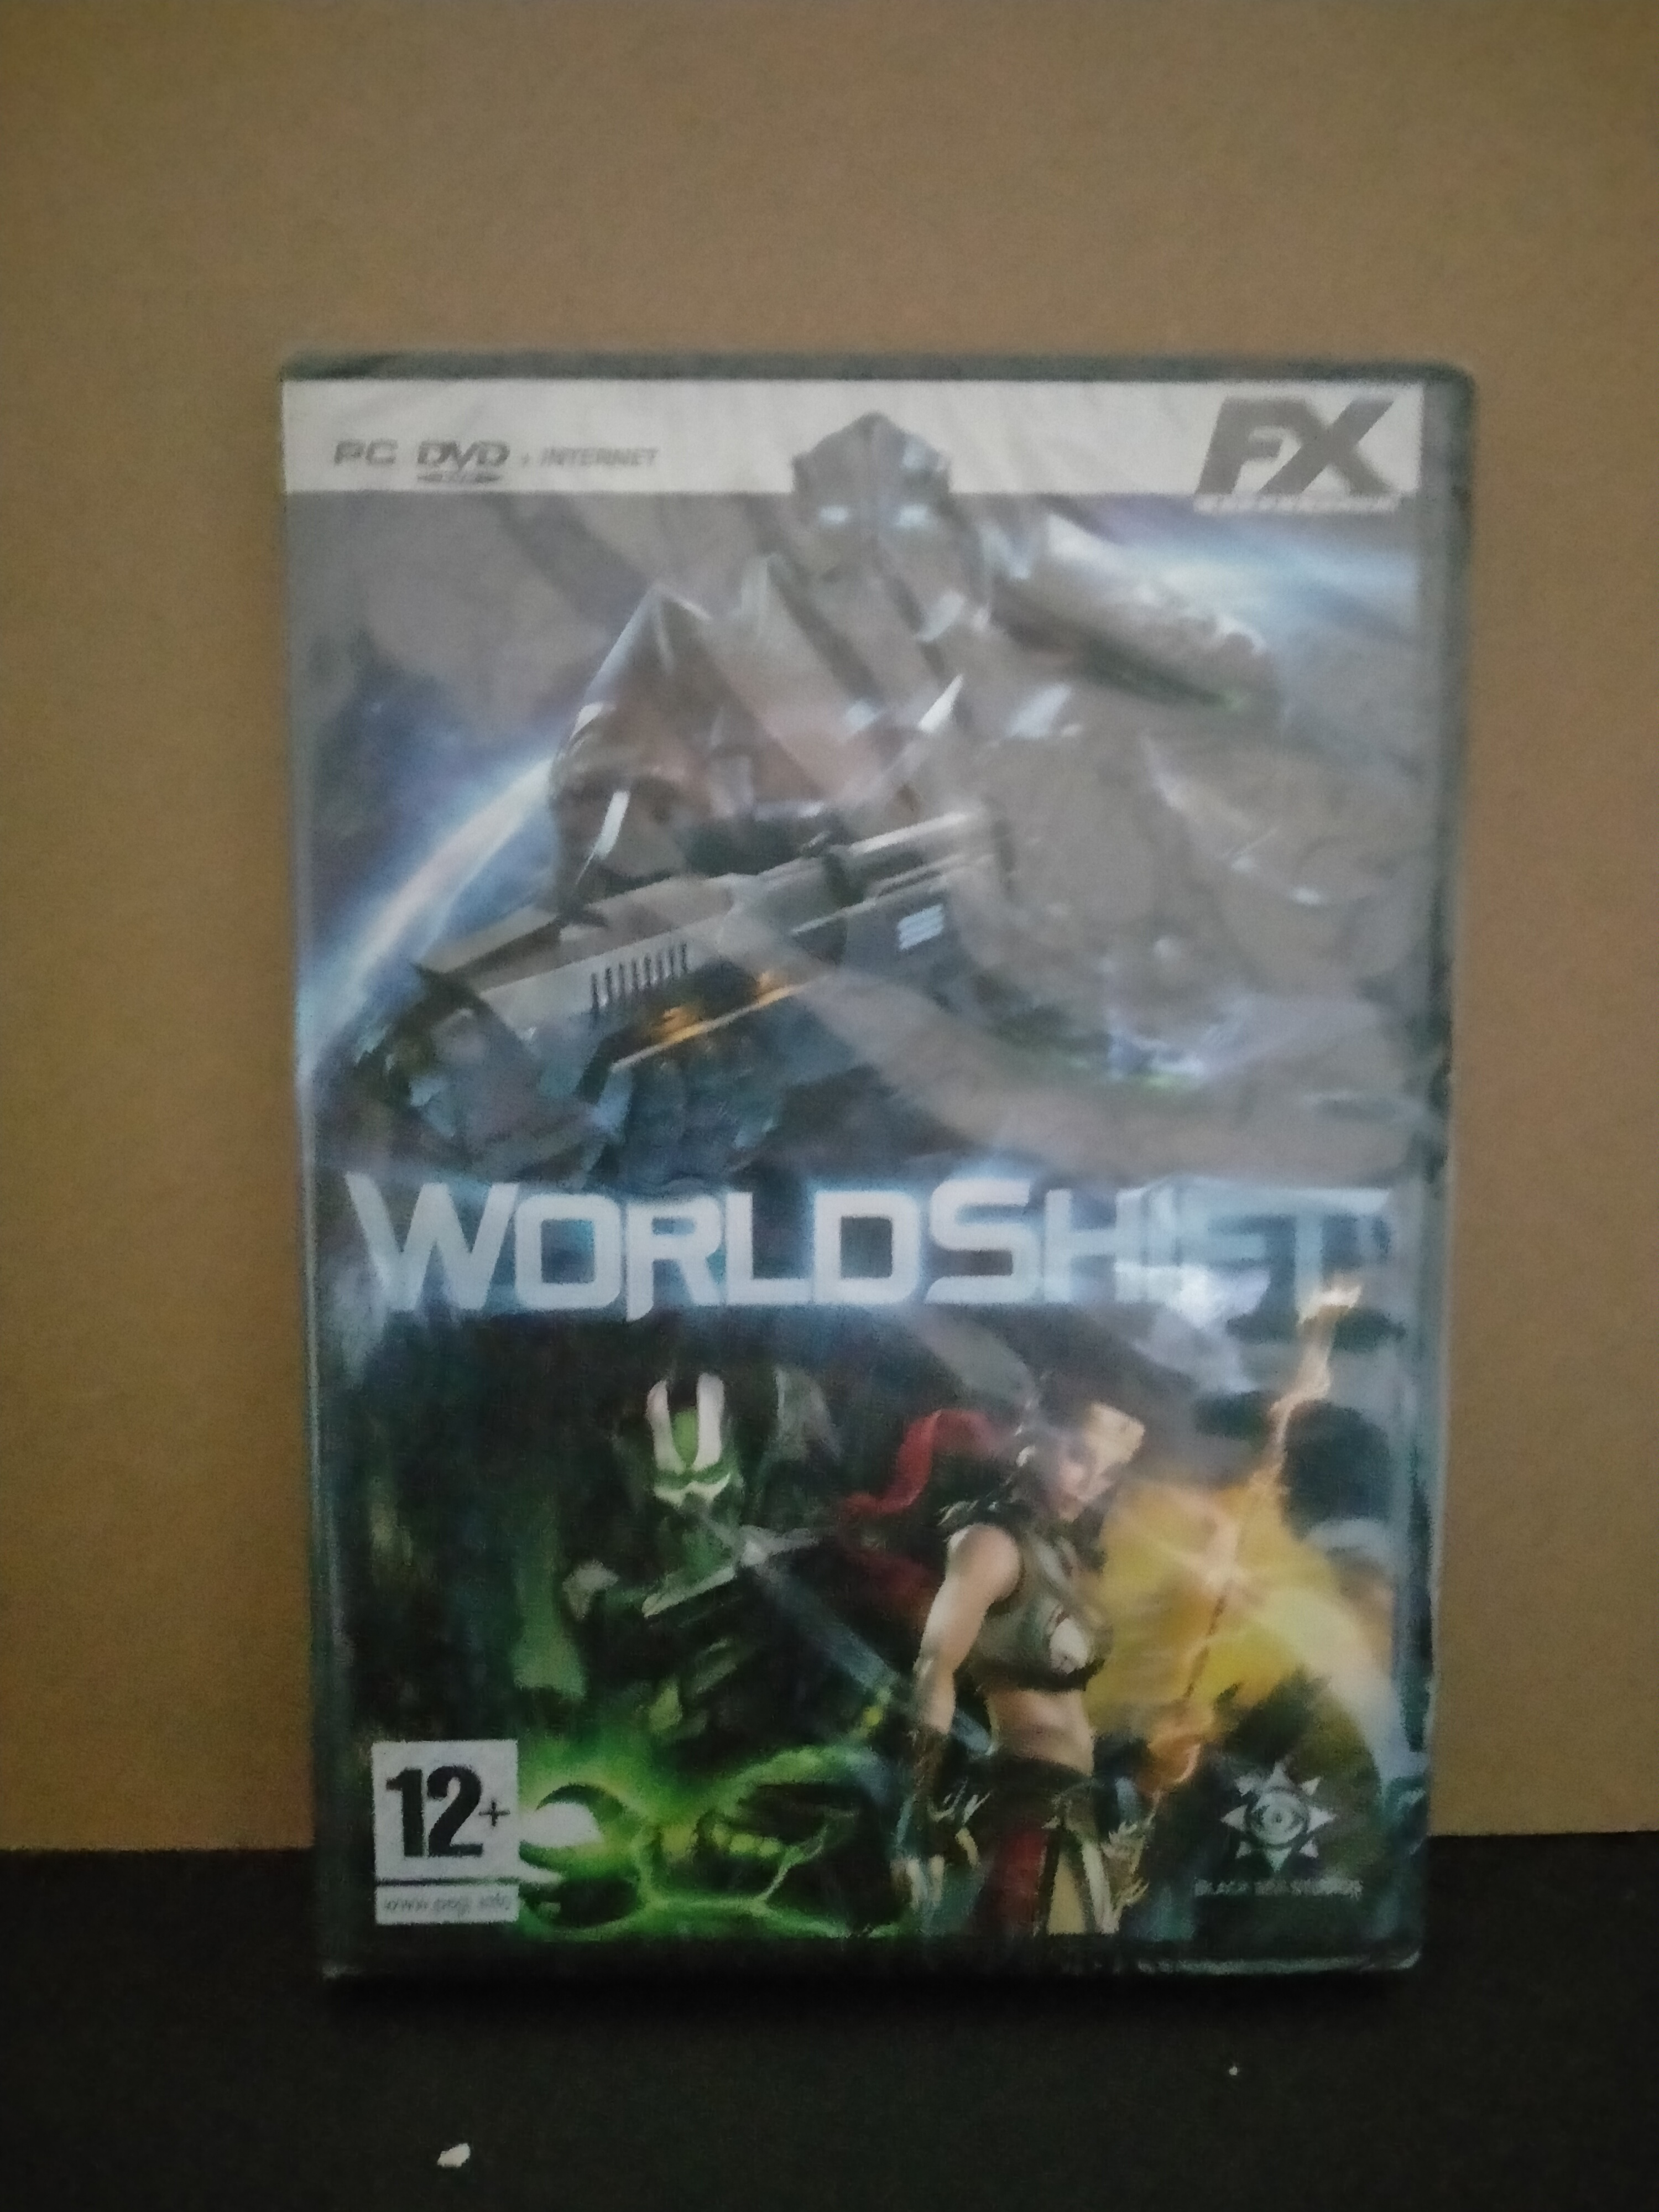 PC DVD + INTERNET
FX
WORLDSHIFT
12+
www.pegi.info
BLACK SEA STUDIOS